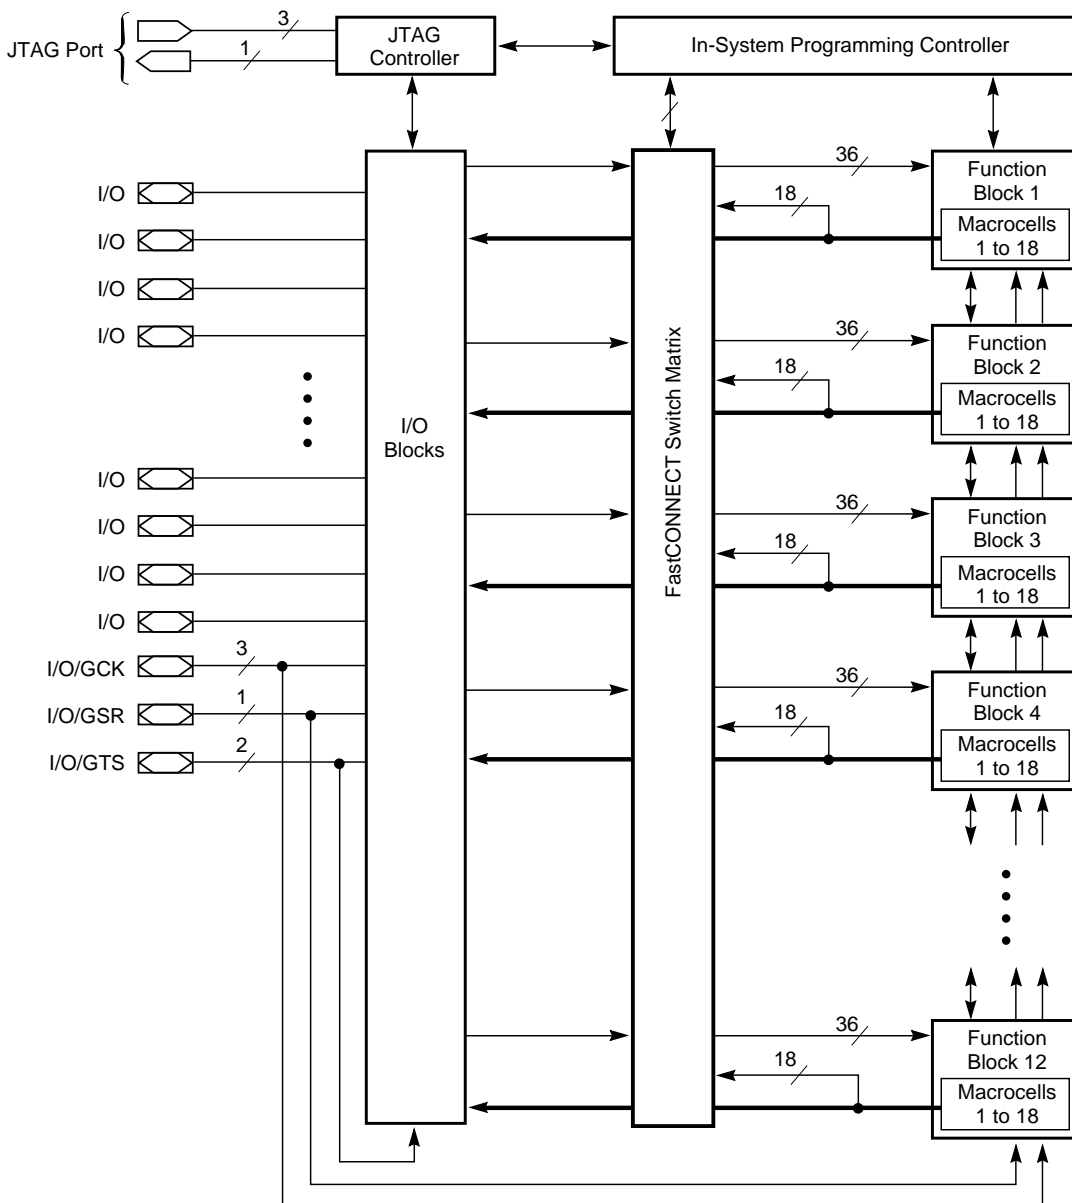 JTAG Port
3
1
JTAG
Controller
In-System Programming Controller
I/O
I/O
I/O
I/O
I/O
I/O
I/O
I/O
I/O/GCK
3
I/O/GSR
1
I/O/GTS
2
I/O
Blocks
FastCONNECT Switch Matrix
36
18
Function
Block 1
Macrocells
1 to 18
36
18
Function
Block 2
Macrocells
1 to 18
36
18
Function
Block 3
Macrocells
1 to 18
36
18
Function
Block 4
Macrocells
1 to 18
36
18
Function
Block 12
Macrocells
1 to 18